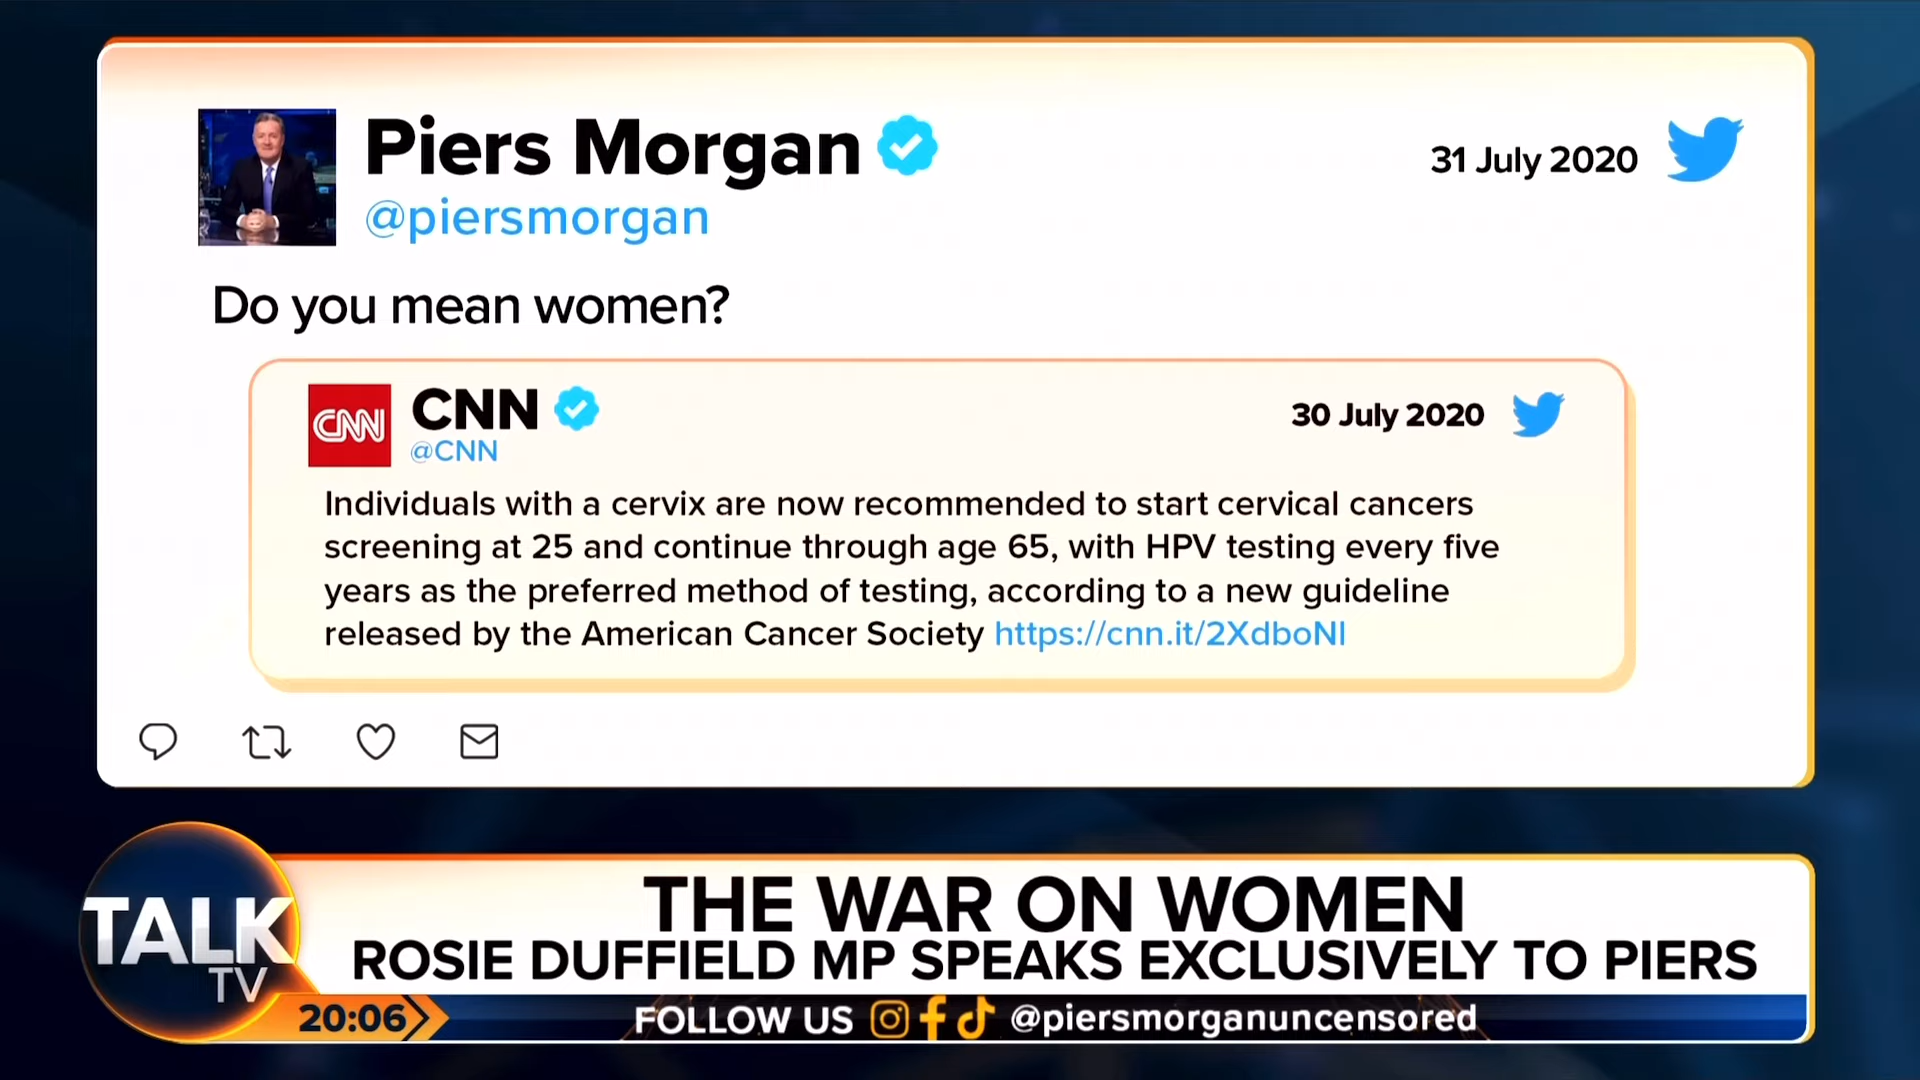 Piers Morgan
31 July 2020
@piersmorgan
Do you mean women?
CNN
CNN
30 July 2020
@CNN
Individuals with a cervix are now recommended to start cervical cancers
screening at 25 and continue through age 65, with HPV testing every five
years as the preferred method of testing, according to a new guideline
released by the American Cancer Society https://cnn.it/2XdboNl
TALK
TV
THE WAR ON WOMEN
ROSIE DUFFIELD MP SPEAKS EXCLUSIVELY TO PIERS
20:06
FOLLOW US @piersmorganuncensored